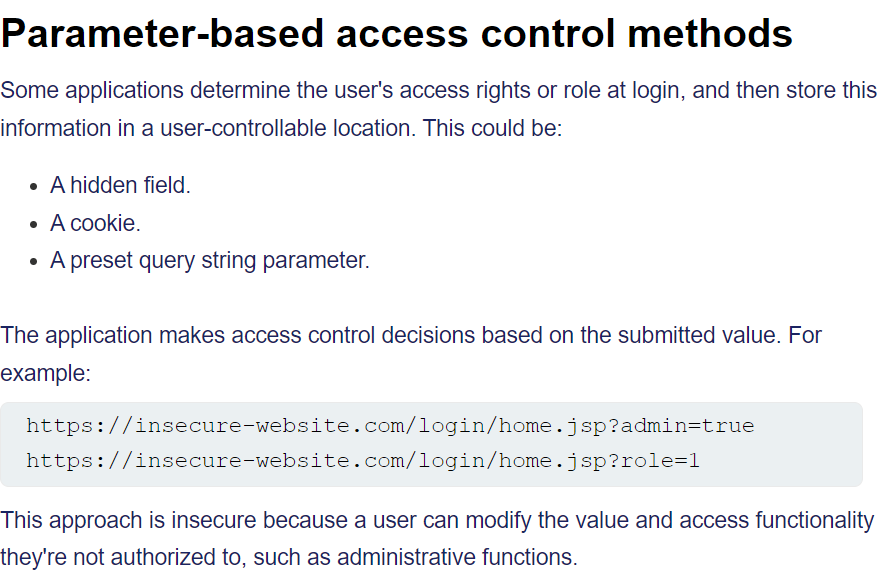 Parameter-based access control methods
Some applications determine the user's access rights or role at login, and then store this
information in a user-controllable location. This could be:
• A hidden field.
• A cookie.
• A preset query string parameter.
The application makes access control decisions based on the submitted value. For
example:
https://insecure-website.com/login/home.jsp?admin=true
https://insecure-website.com/login/home.jsp?role=1
This approach is insecure because a user can modify the value and access functionality
they're not authorized to, such as administrative functions.